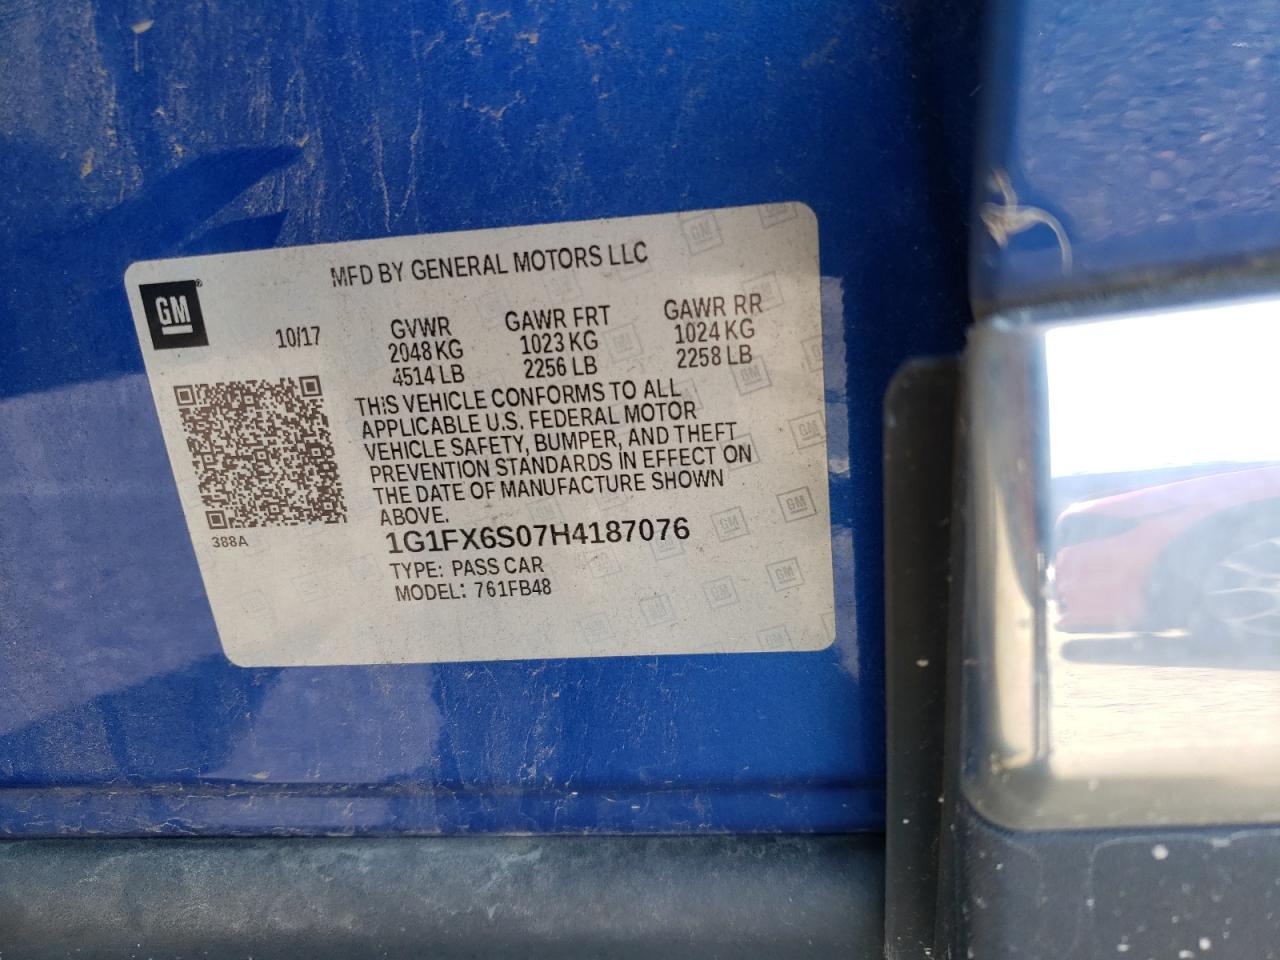 MFD BY GENERAL MOTORS LLC
GM
10/17
GVWR
2048 KG
4514 LB
GAWR FRT
1023 KG
2256 LB
GAWR RR
1024 KG
2258 LB
THIS VEHICLE CONFORMS TO ALL
APPLICABLE U.S. FEDERAL MOTOR
VEHICLE SAFETY, BUMPER, AND THEFT
PREVENTION STANDARDS IN EFFECT ON
THE DATE OF MANUFACTURE SHOWN
ABOVE.
388A
1G1FX6S07H4187076
TYPE: PASS CAR
MODEL: 761FB48